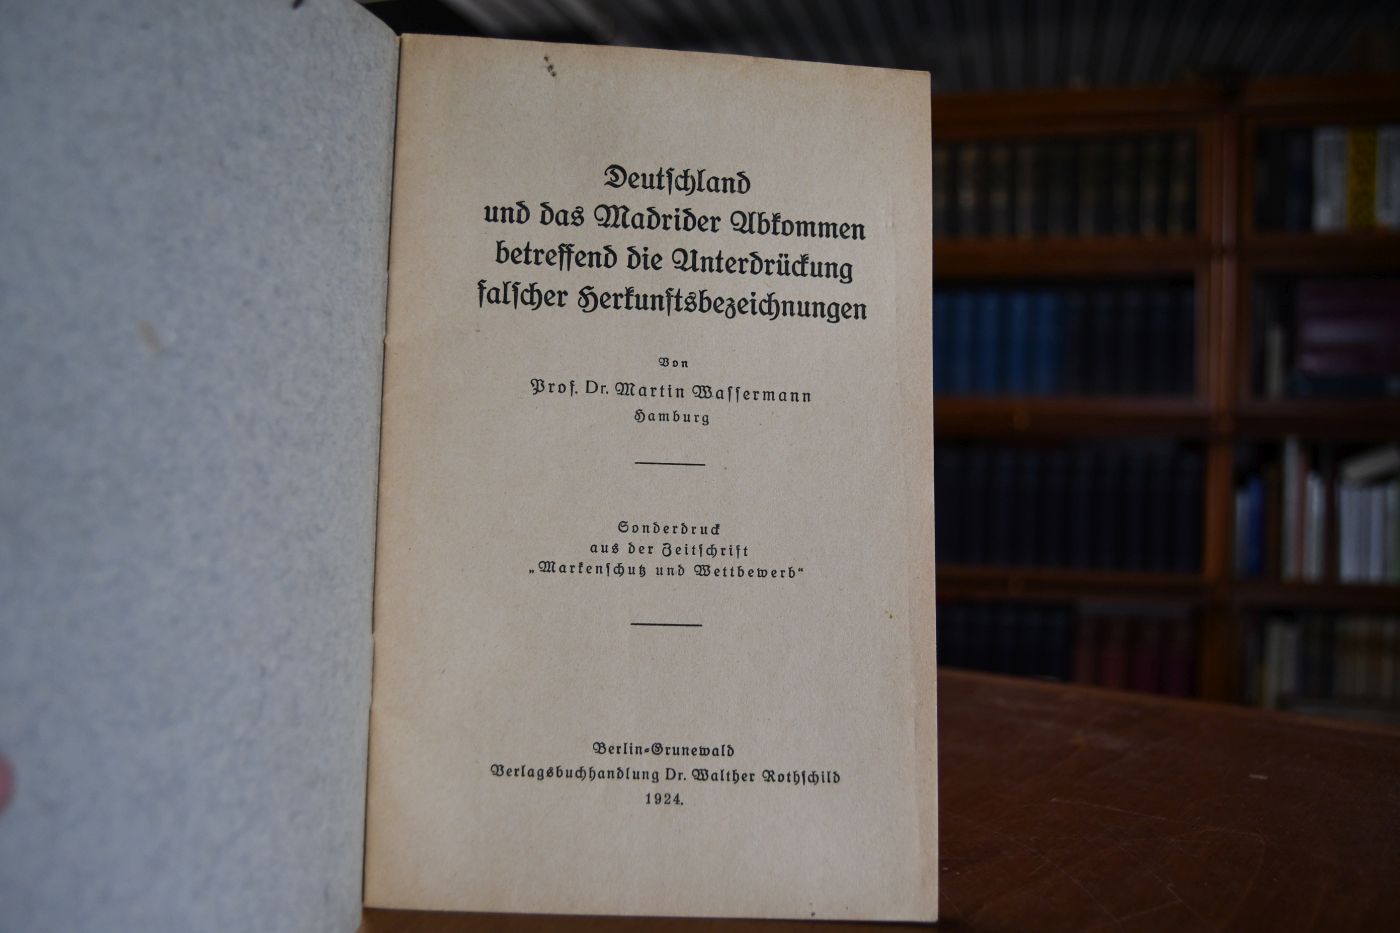 Deutſchland
und das Madrider Abkommen
betreffend die Unterdrückung
falſcher Herkunftsbezeichnungen
Von
Prof. Dr. Martin Waſſermann
Hamburg
Sonderdruck
aus der Zeitſchrift
„Markenſchutz und Wettbewerb“
Berlin-Grunewald
Verlagsbuchhandlung Dr. Walther Rothſchild
1924.